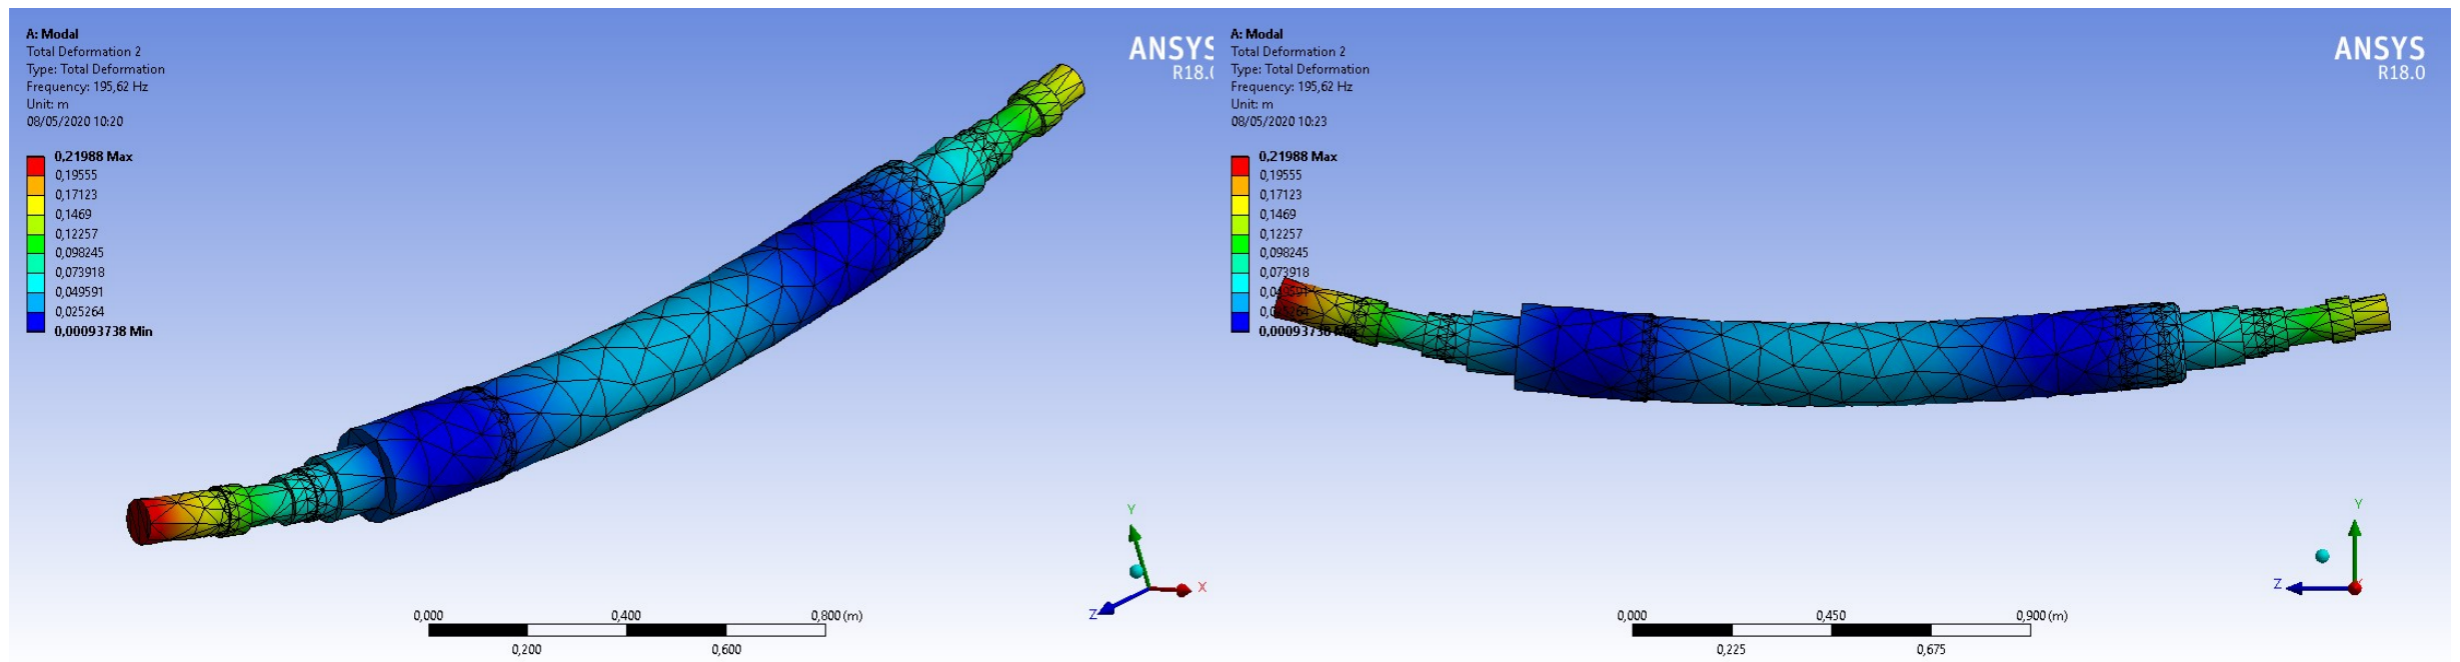 A: Modal
Total Deformation 2
Type: Total Deformation
Frequency: 195,62 Hz
Unit: m
08/05/2020 10:20
0,21988 Max
0,19555
0,17123
0,1469
0,12257
0,098245
0,073918
0,049591
0,025264
0,00093738 Min
ANSYS
R18.0
Y
X
Z
0,000
0,400
0,800 (m)
0,200
0,600
A: Modal
Total Deformation 2
Type: Total Deformation
Frequency: 195,62 Hz
Unit: m
08/05/2020 10:23
0,21988 Max
0,19555
0,17123
0,1469
0,12257
0,098245
0,073918
0,00093738
ANSYS
R18.0
Y
Z
0,000
0,450
0,900 (m)
0,225
0,675